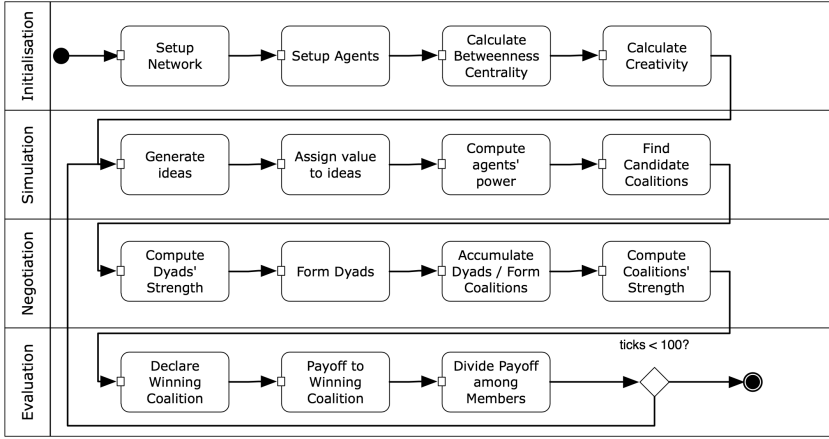 Initialisation
Setup
Network
Setup Agents
Calculate
Betweenness
Centrality
Calculate
Creativity
Simulation
Generate
ideas
Assign value
to ideas
Compute
agents'
power
Find
Candidate
Coalitions
Negotiation
Compute
Dyads'
Strength
Form Dyads
Accumulate
Dyads / Form
Coalitions
Compute
Coalitions'
Strength
Evaluation
Declare
Winning
Coalition
Payoff to
Winning
Coalition
Divide Payoff
among
Members
ticks < 100?